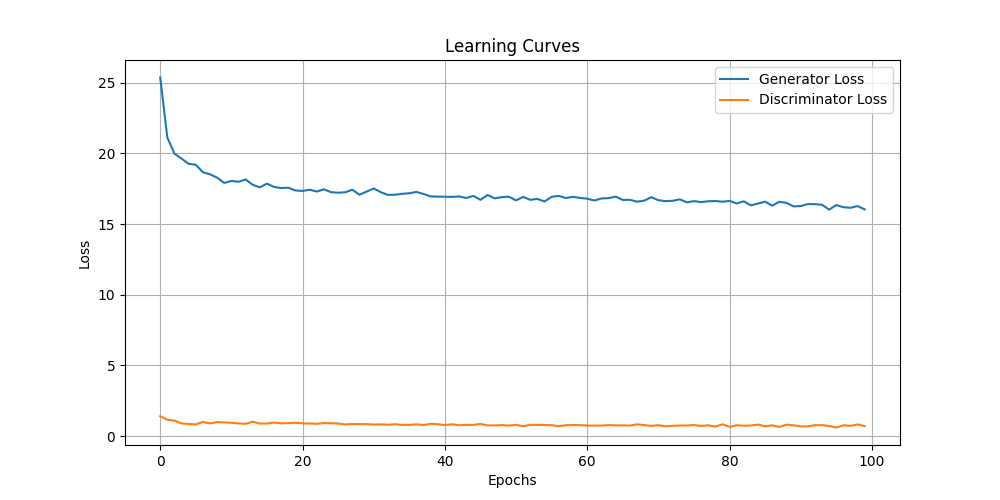 Learning Curves
Generator Loss
Discriminator Loss
25
20
15
10
5
0
Loss
0 20 40 60 80 100
Epochs